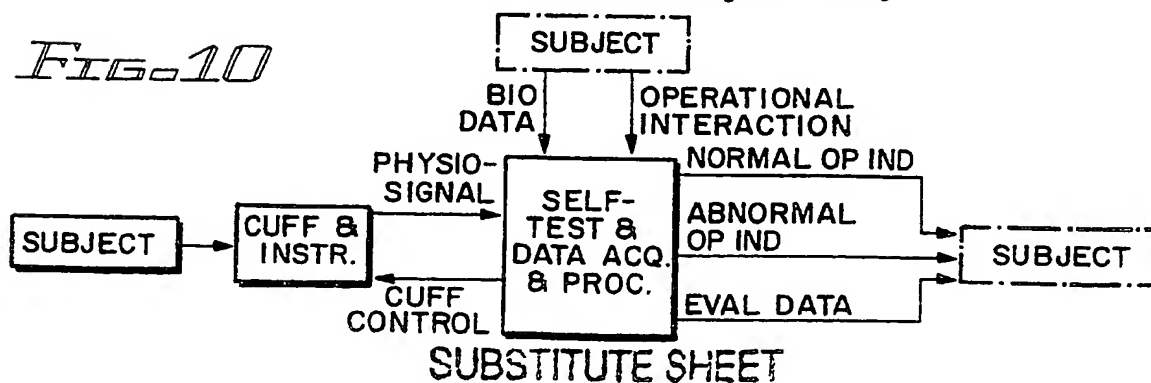 FIG-10
SUBJECT
BIO
DATA
OPERATIONAL
INTERACTION
PHYSIO-
SIGNAL
NORMAL OP IND
SUBJECT
CUFF &
INSTR.
SELF-
TEST &
DATA ACQ.
& PROC.
ABNORMAL
OP IND
SUBJECT
CUFF
CONTROL
EVAL DATA
SUBSTITUTE SHEET